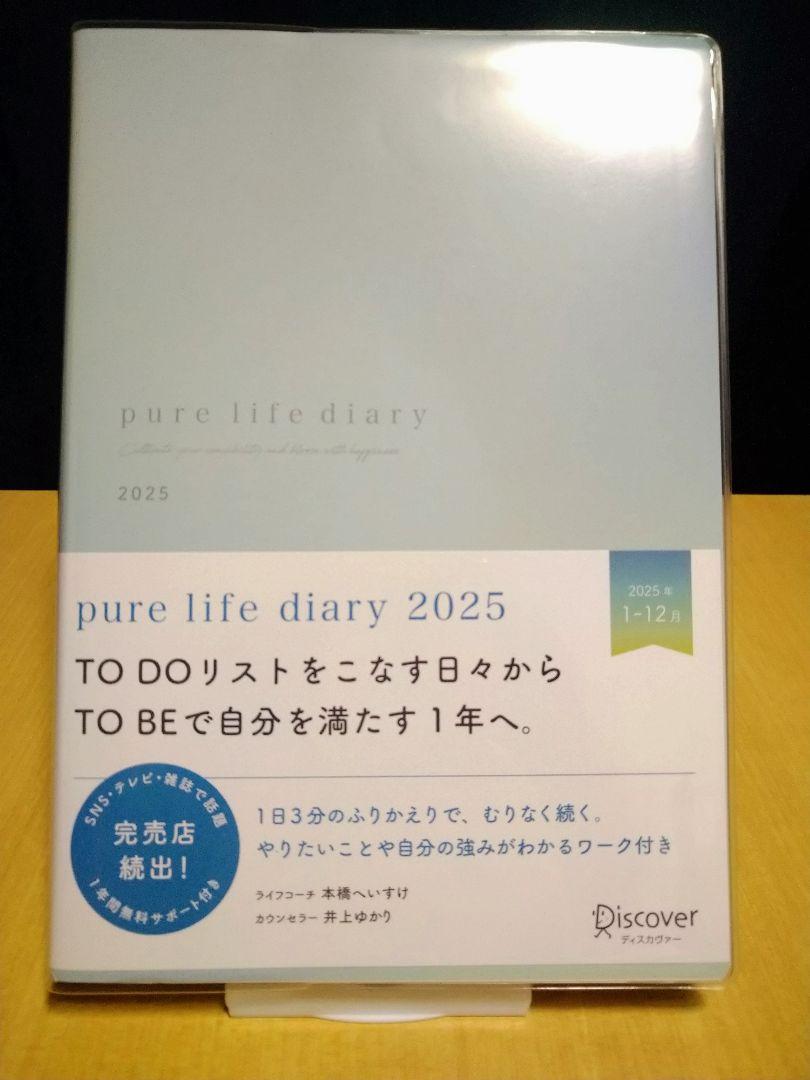 pure life diary
Cultivate your sensibility and bloom with happiness
2025
pure life diary 2025
2025年
1-12月
TO DOリストをこなす日々から
TO BEで自分を満たす1年へ。
SNS・テレビ・雑誌で話題
完売店
続出!
1年間無料サポート付き
1日3分のふりかえりで、むりなく続く。
やりたいことや自分の強みがわかるワーク付き
ライフコーチ 本橋へいすけ
カウンセラー 井上ゆかり
Discover
ディスカヴァー